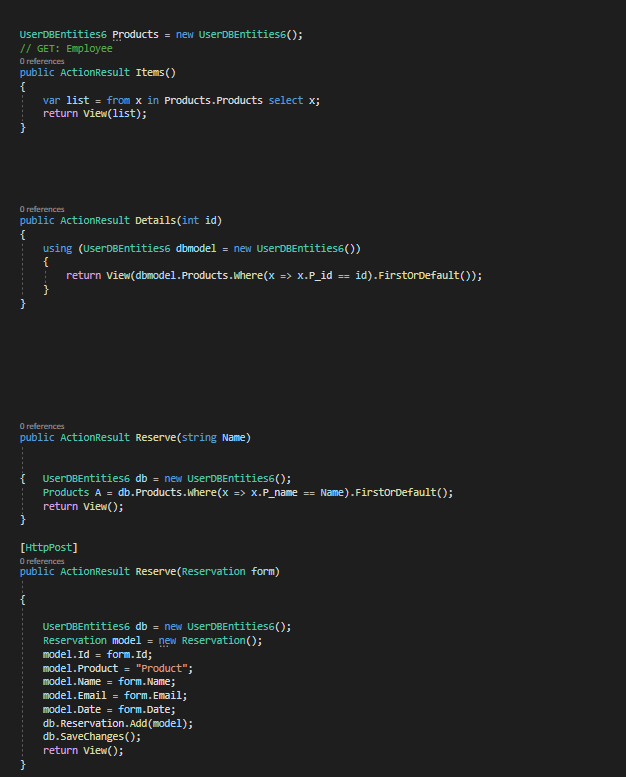 UserDBEntities6 Products = new UserDBEntities6();
// GET: Employee
0 references
public ActionResult Items()
{
var list = from x in Products.Products select x;
return View(list);
}
0 references
public ActionResult Details(int id)
{
using (UserDBEntities6 dbmodel = new UserDBEntities6())
{
return View(dbmodel.Products.Where(x => x.P_id == id).FirstOrDefault());
}
}
0 references
public ActionResult Reserve(string Name)
{ UserDBEntities6 db = new UserDBEntities6();
Products A = db.Products.Where(x => x.P_name == Name).FirstOrDefault();
return View();
}
[HttpPost]
0 references
public ActionResult Reserve(Reservation form)
{
UserDBEntities6 db = new UserDBEntities6();
Reservation model = new Reservation();
model.Id = form.Id;
model.Product = "Product";
model.Name = form.Name;
model.Email = form.Email;
model.Date = form.Date;
db.Reservation.Add(model);
db.SaveChanges();
return View();
}